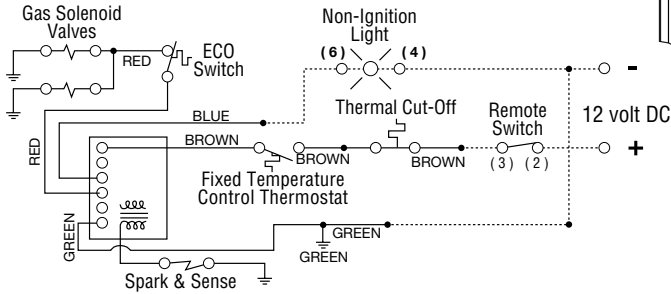 Gas Solenoid
Valves
RED
ECO
Switch
Non-Ignition
Light
(6)
(4)
-
BLUE
Thermal Cut-Off
Remote
Switch
12 volt DC
BROWN
BROWN
BROWN
(3)
(2)
+
RED
Fixed Temperature
Control Thermostat
GREEN
GREEN
GREEN
Spark & Sense